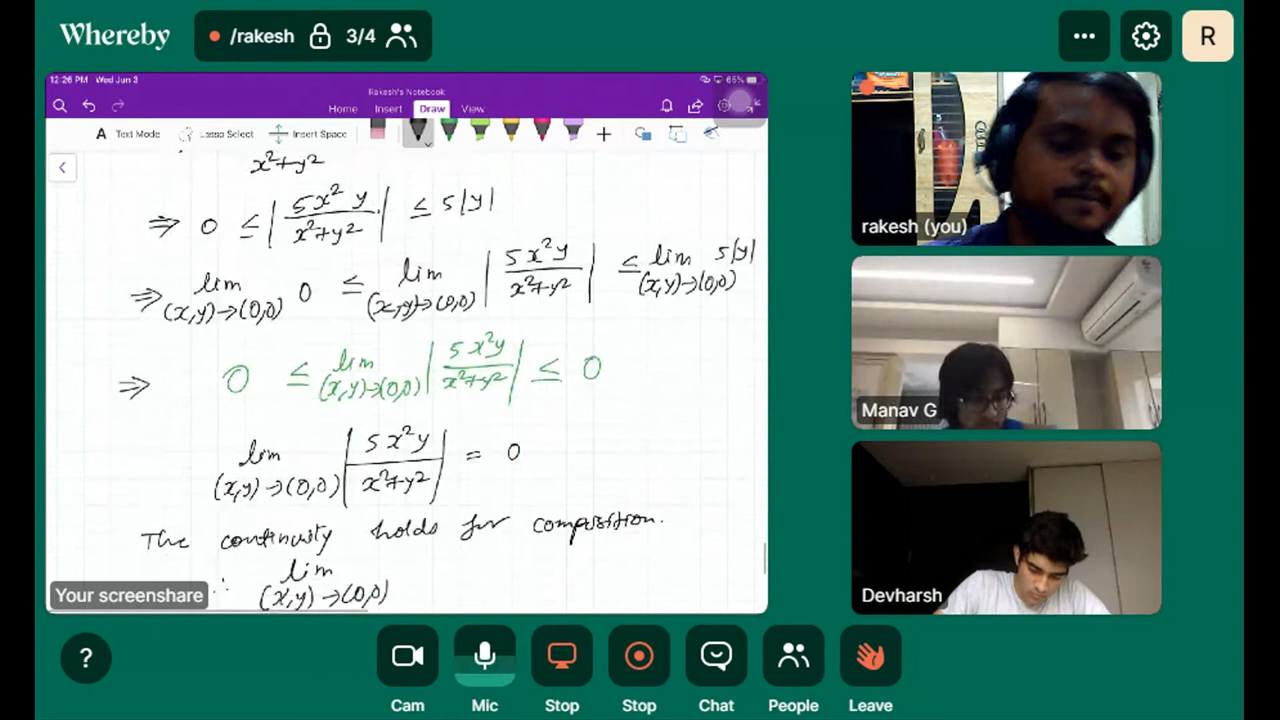 Whereby
/rakesh 3/4
R
12:26 PM Wed Jun 3
65%
Rakesh's Notebook
Home Insert Draw View
A Text Mode Lasso Select Insert Space
x²+y²
⇒ 0 ≤ | 5x² y / x²+y² | ≤ 5|y|
⇒ lim (x,y)→(0,0) 0 ≤ lim (x,y)→(0,0) | 5x²y / x²+y² | ≤ lim (x,y)→(0,0) 5|y|
⇒ 0 ≤ lim (x,y)→(0,0) | 5x²y / x²+y² | ≤ 0
lim (x,y)→(0,0) | 5x²y / x²+y² | = 0
The continuity holds for composition.
∴ lim (x,y)→(0,0)
Your screenshare
rakesh (you)
Manav G
Devharsh
?
Cam Mic Stop Stop Chat People Leave